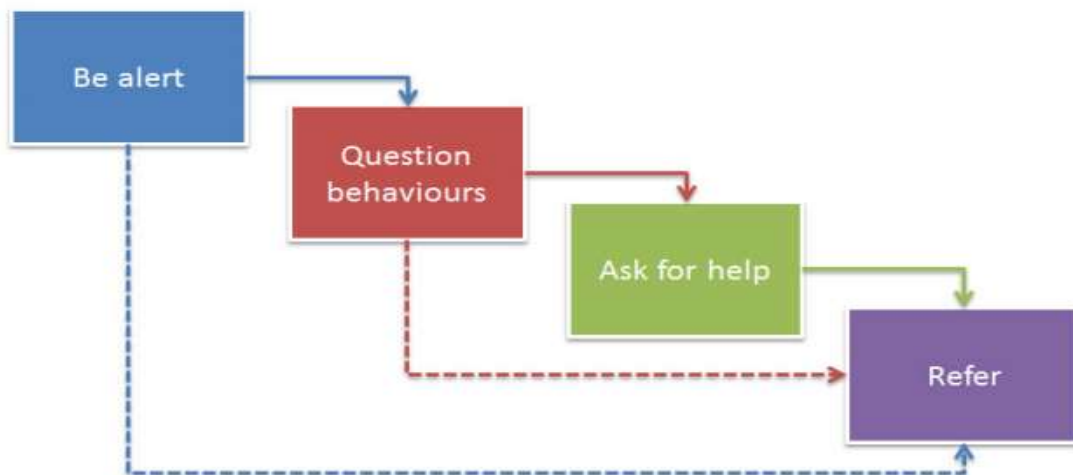 Be alert
Question
behaviours
Ask for help
Refer